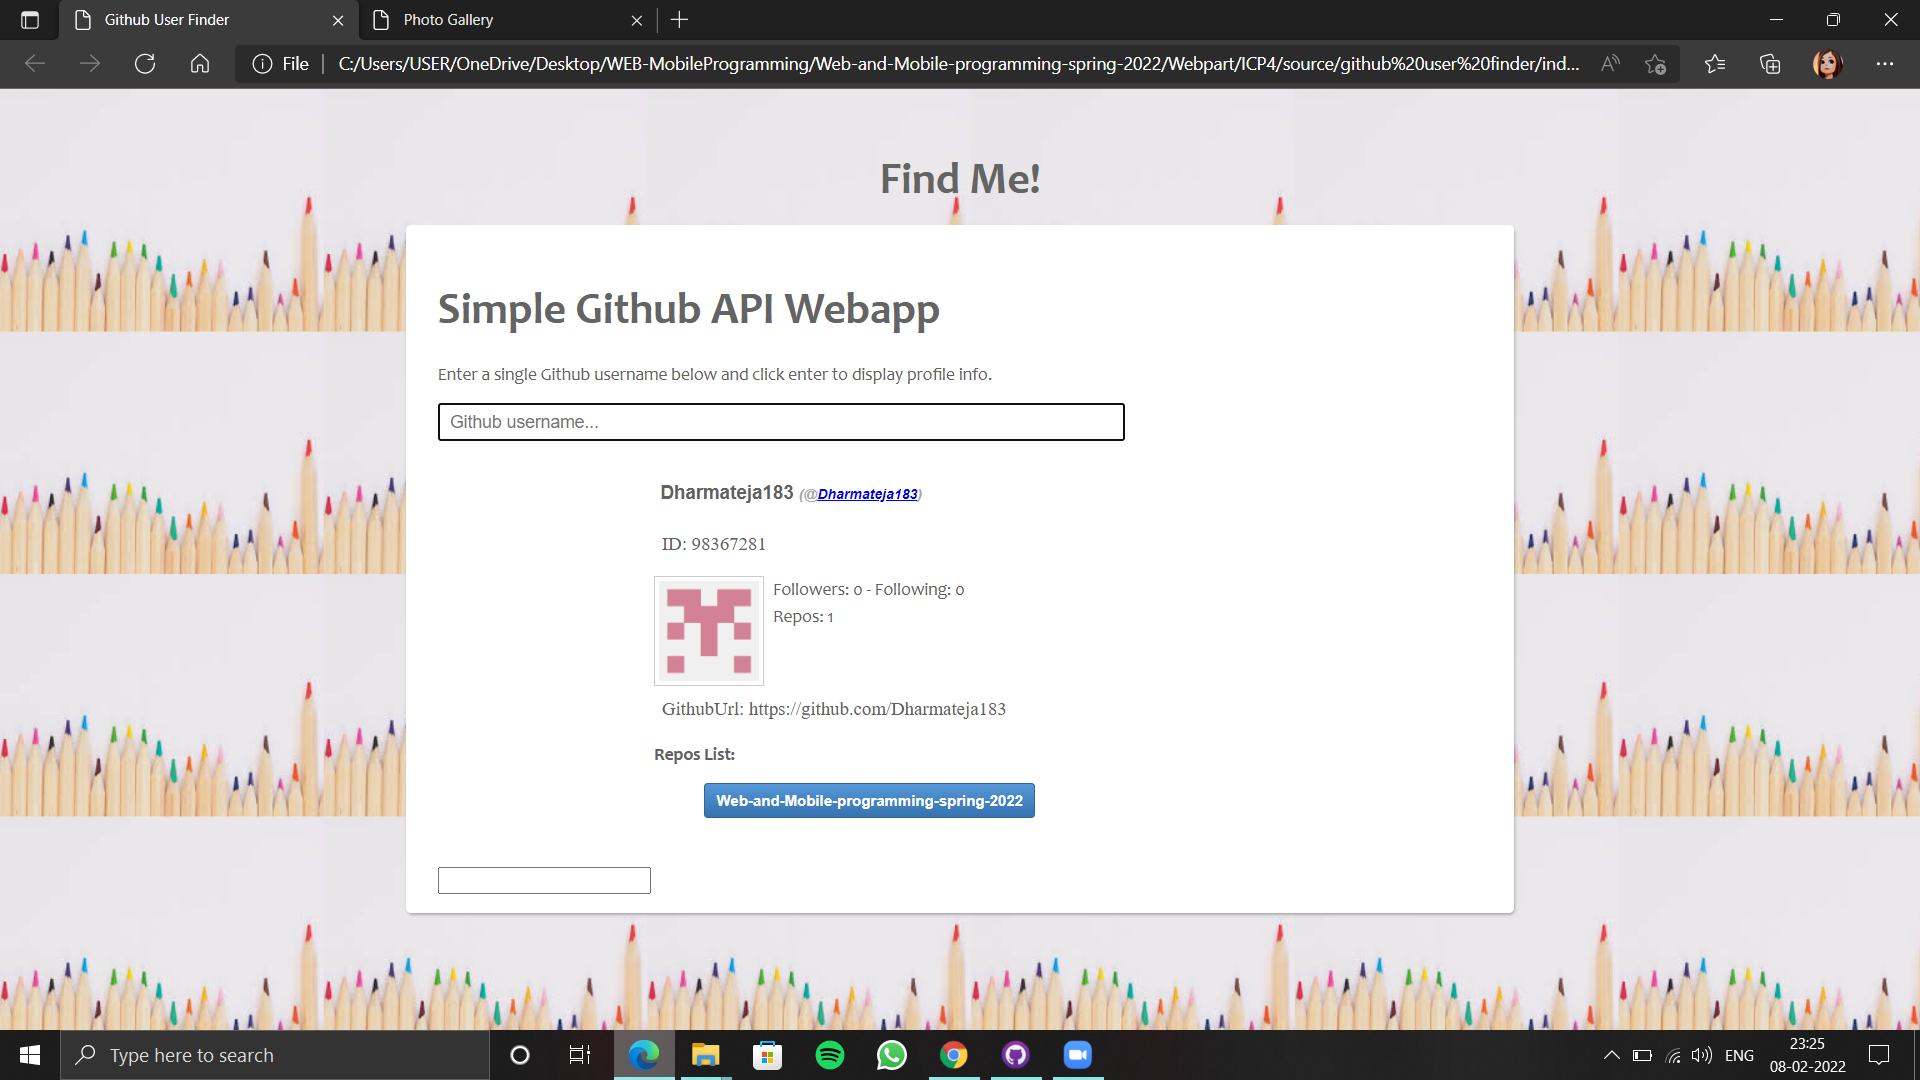 Github User Finder
Photo Gallery
File
C:/Users/USER/OneDrive/Desktop/WEB-MobileProgramming/Web-and-Mobile-programming-spring-2022/Webpart/ICP4/source/github%20user%20finder/ind...
Find Me!
Simple Github API Webapp
Enter a single Github username below and click enter to display profile info.
Github username...
Dharmateja183 (@Dharmateja183)
ID: 98367281
Followers: 0 - Following: 0
Repos: 1
GithubUrl: https://github.com/Dharmateja183
Repos List:
Web-and-Mobile-programming-spring-2022
Type here to search
ENG
23:25
08-02-2022